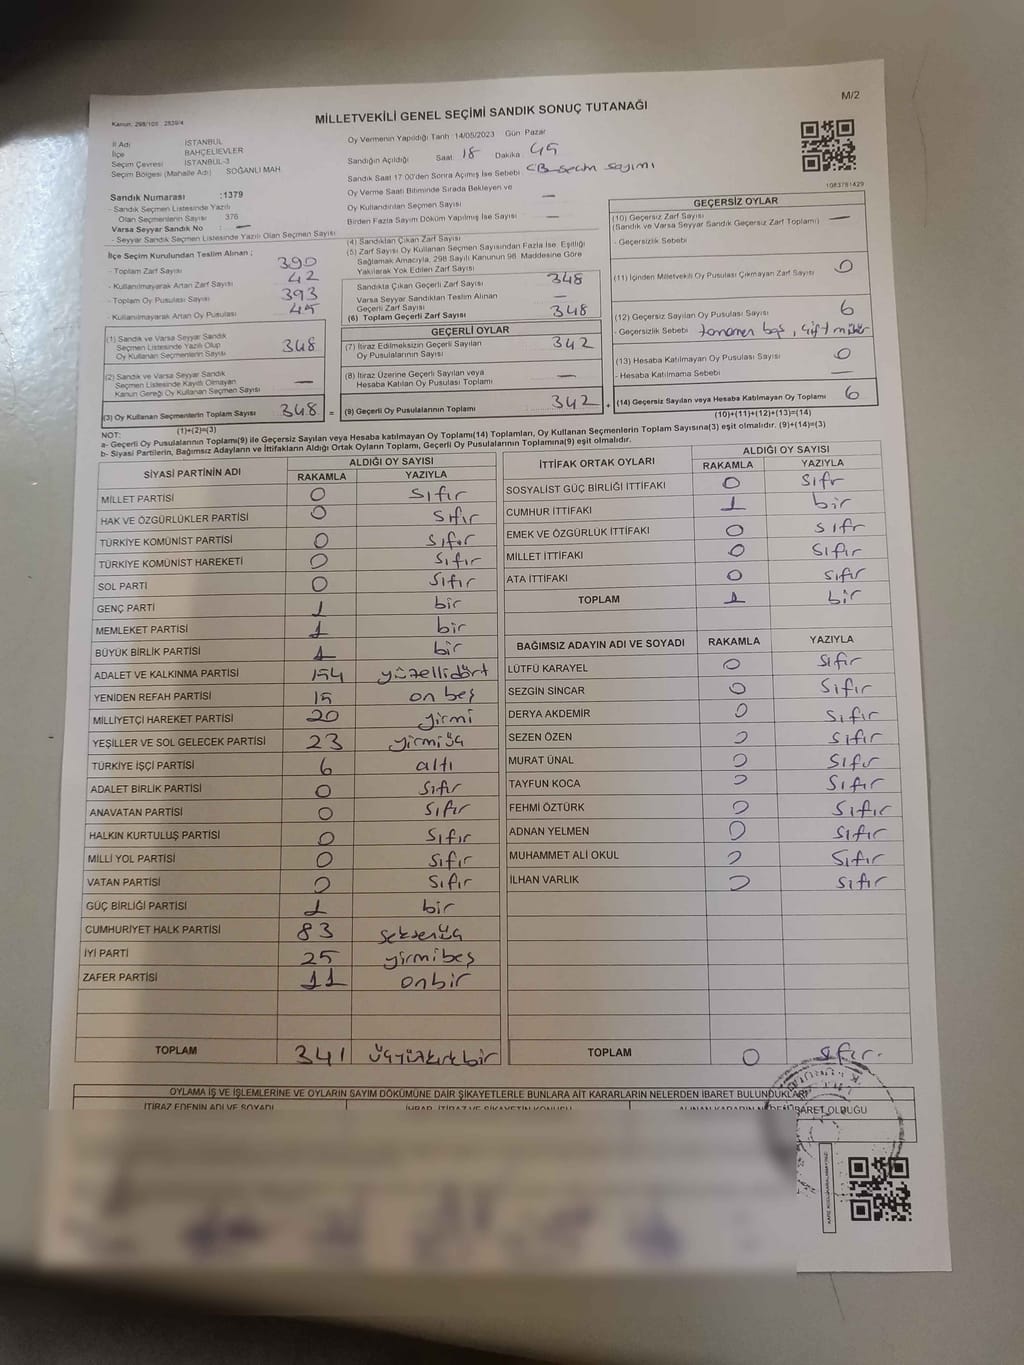 M/2
Kanun: 298/105 , 2839/4
MİLLETVEKİLİ GENEL SEÇİMİ SANDIK SONUÇ TUTANAĞI
İl Adı İSTANBUL
İlçe BAHÇELİEVLER
Seçim Çevresi İSTANBUL-3
Seçim Bölgesi (Mahalle Adı) SOĞANLI MAH
Sandık Numarası :1379
- Sandık Seçmen Listesinde Yazılı
Olan Seçmenlerin Sayısı 376
Varsa Seyyar Sandık No : —
- Seyyar Sandık Seçmen Listesinde Yazılı Olan Seçmen Sayısı
Oy Vermenin Yapıldığı Tarih :14/05/2023 Gün Pazar
Sandığın Açıldığı Saat 18 Dakika 45
Sandık Saat 17:00'den Sonra Açılmış İse Sebebi CB seçim sayımı
Oy Verme Saati Bitiminde Sırada Bekleyen ve
Oy Kullandırılan Seçmen Sayısı —
Birden Fazla Sayım Döküm Yapılmış İse Sayısı —
1083781429
İlçe Seçim Kurulundan Teslim Alınan ;
- Toplam Zarf Sayısı 390
- Kullanılmayarak Artan Zarf Sayısı 42
- Toplam Oy Pusulası Sayısı 393
- Kullanılmayarak Artan Oy Pusulası 45
(1) Sandık ve Varsa Seyyar Sandık
Seçmen Listesinde Yazılı Olup
Oy Kullanan Seçmenlerin Sayısı 348
(2) Sandık ve Varsa Seyyar Sandık
Seçmen Listesinde Kayıtlı Olmayan
Kanun Gereği Oy Kullanan Seçmen Sayısı —
(3) Oy Kullanan Seçmenlerin Toplam Sayısı 348 =
(1)+(2)=(3)
(4) Sandıktan Çıkan Zarf Sayısı
(5) Zarf Sayısı Oy Kullanan Seçmen Sayısından Fazla İse, Eşitliği
Sağlamak Amacıyla, 298 Sayılı Kanunun 98. Maddesine Göre
Yakılarak Yok Edilen Zarf Sayısı
Sandıkta Çıkan Geçerli Zarf Sayısı 348
Varsa Seyyar Sandıktan Teslim Alınan
Geçerli Zarf Sayısı —
(6) Toplam Geçerli Zarf Sayısı 348
GEÇERLİ OYLAR
(7) İtiraz Edilmeksizin Geçerli Sayılan
Oy Pusulalarının Sayısı 342
(8) İtiraz Üzerine Geçerli Sayılan veya
Hesaba Katılan Oy Pusulası Toplamı —
(9) Geçerli Oy Pusulalarının Toplamı 342 +
GEÇERSİZ OYLAR
(10) Geçersiz Zarf Sayısı —
(Sandık ve Varsa Seyyar Sandık Geçersiz Zarf Toplamı)
- Geçersizlik Sebebi
(11) İçinden Milletvekili Oy Pusulası Çıkmayan Zarf Sayısı 0
(12) Geçersiz Sayılan Oy Pusulası Sayısı 6
- Geçersizlik Sebebi tamamen boş, çift mühür
(13) Hesaba Katılmayan Oy Pusulası Sayısı 0
- Hesaba Katılmama Sebebi —
(14) Geçersiz Sayılan veya Hesaba Katılmayan Oy Toplamı 6
(10)+(11)+(12)+(13)=(14)
NOT:
a- Geçerli Oy Pusulalarının Toplamı(9) ile Geçersiz Sayılan veya Hesaba katılmayan Oy Toplamı(14) Toplamları, Oy Kullanan Seçmenlerin Toplam Sayısına(3) eşit olmalıdır. (9)+(14)=(3)
b- Siyasi Partilerin, Bağımsız Adayların ve İttifakların Aldığı Ortak Oyların Toplamı, Geçerli Oy Pusulalarının Toplamına(9) eşit olmalıdır.
SİYASİ PARTİNİN ADI ALDIĞI OY SAYISI
RAKAMLA YAZIYLA
MİLLET PARTİSİ 0 Sıfır
HAK VE ÖZGÜRLÜKLER PARTİSİ 0 Sıfır
TÜRKİYE KOMÜNİST PARTİSİ 0 Sıfır
TÜRKİYE KOMÜNİST HAREKETİ 0 Sıfır
SOL PARTİ 0 Sıfır
GENÇ PARTİ 1 bir
MEMLEKET PARTİSİ 1 bir
BÜYÜK BİRLİK PARTİSİ 1 bir
ADALET VE KALKINMA PARTİSİ 154 yüzellidört
YENİDEN REFAH PARTİSİ 15 on beş
MİLLİYETÇİ HAREKET PARTİSİ 20 yirmi
YEŞİLLER VE SOL GELECEK PARTİSİ 23 yirmi üç
TÜRKİYE İŞÇİ PARTİSİ 6 altı
ADALET BİRLİK PARTİSİ 0 Sıfır
ANAVATAN PARTİSİ 0 Sıfır
HALKIN KURTULUŞ PARTİSİ 0 Sıfır
MİLLİ YOL PARTİSİ 0 Sıfır
VATAN PARTİSİ 0 Sıfır
GÜÇ BİRLİĞİ PARTİSİ 1 bir
CUMHURİYET HALK PARTİSİ 83 seksenüç
İYİ PARTİ 25 yirmibeş
ZAFER PARTİSİ 11 onbir
TOPLAM 341 üçyüzkırkbir
İTTİFAK ORTAK OYLARI ALDIĞI OY SAYISI
RAKAMLA YAZIYLA
SOSYALİST GÜÇ BİRLİĞİ İTTİFAKI 0 Sıfr
CUMHUR İTTİFAKI 1 bir
EMEK VE ÖZGÜRLÜK İTTİFAKI 0 Sıfr
MİLLET İTTİFAKI 0 Sıfır
ATA İTTİFAKI 0 Sıfır
TOPLAM 1 bir
BAĞIMSIZ ADAYIN ADI VE SOYADI RAKAMLA YAZIYLA
LÜTFÜ KARAYEL 0 Sıfır
SEZGİN SİNCAR 0 Sıfır
DERYA AKDEMİR 0 Sıfır
SEZEN ÖZEN 0 Sıfır
MURAT ÜNAL 0 Sıfır
TAYFUN KOCA 0 Sıfır
FEHMİ ÖZTÜRK 0 Sıfır
ADNAN YELMEN 0 Sıfır
MUHAMMET ALİ OKUL 0 Sıfır
İLHAN VARLIK 0 Sıfır
TOPLAM 0 Sıfır.
OYLAMA İŞ VE İŞLEMLERİNE VE OYLARIN SAYIM DÖKÜMÜNE DAİR ŞİKAYETLERLE BUNLARA AİT KARARLARIN NELERDEN İBARET BULUNDUKLARI
İTİRAZ EDENİN ADI VE SOYADI İHBAR, İTİRAZ VE ŞİKAYETİN KONUSU ALINAN KARARIN NEDEN İBARET OLDUĞU